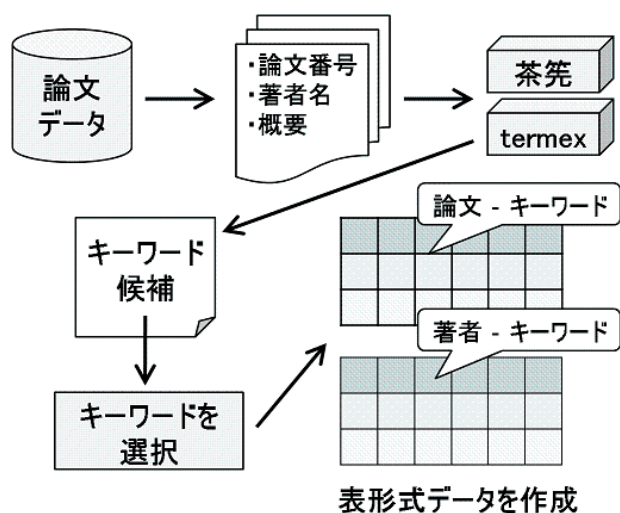 論文
データ
・論文番号
・著者名
・概要
茶筅
termex
キーワード
候補
キーワードを
選択
論文 - キーワード
著者 - キーワード
表形式データを作成